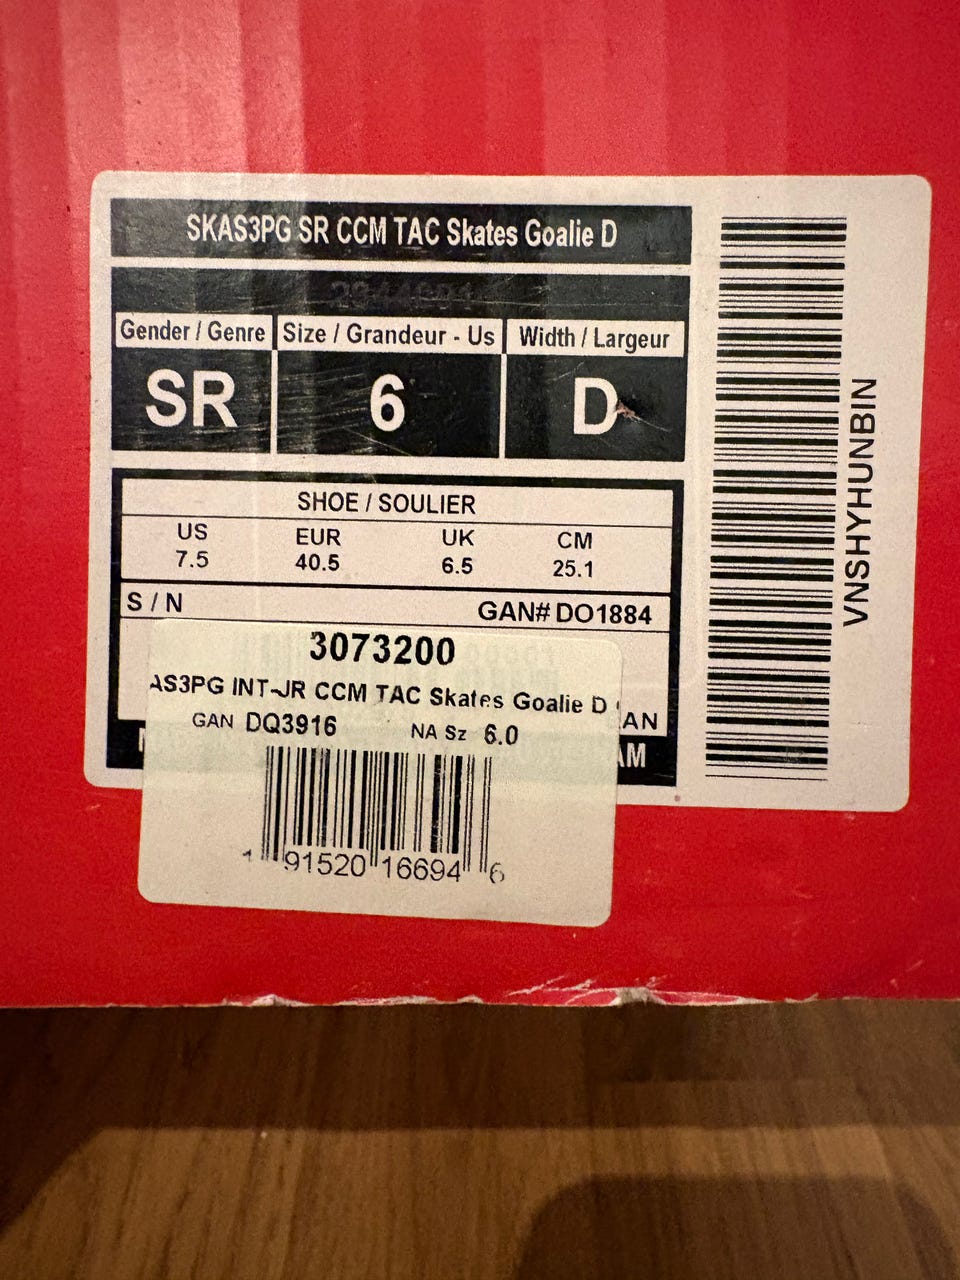 SKAS3PG SR CCM TAC Skates Goalie D
Gender / Genre Size / Grandeur - Us Width / Largeur
SR 6 D
SHOE / SOULIER
US EUR UK CM
7.5 40.5 6.5 25.1
S / N GAN# DO1884
3073200
AS3PG INT-JR CCM TAC Skates Goalie D
GAN DQ3916 NA Sz 6.0
AN
AM
1 91520 16694 6
VNSHYHUNBIN